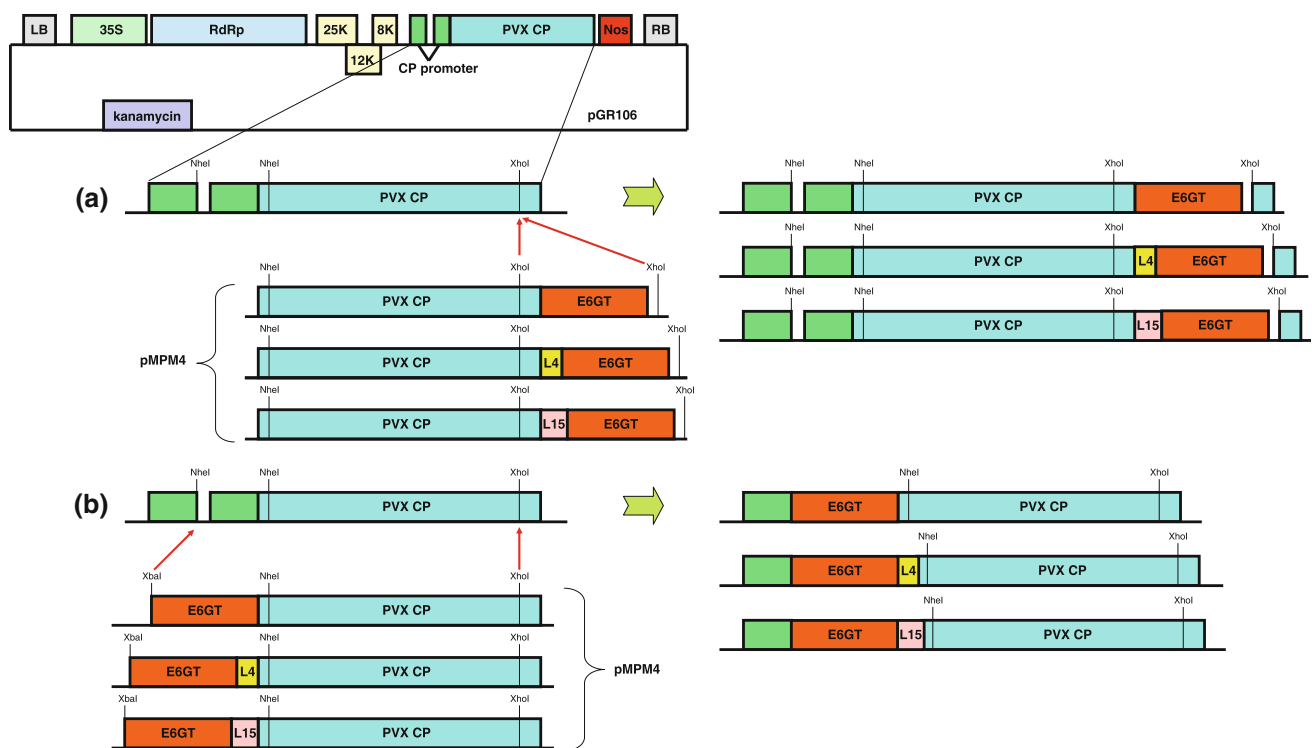 LB 35S RdRp 25K 8K PVX CP Nos RB
12K CP promoter
kanamycin pGR106
NheI NheI XhoI
(a) PVX CP
NheI XhoI XhoI
PVX CP E6GT
NheI XhoI XhoI
pMPM4 PVX CP L4 E6GT
NheI XhoI XhoI
PVX CP L15 E6GT
NheI NheI XhoI XhoI
PVX CP E6GT
NheI NheI XhoI XhoI
PVX CP L4 E6GT
NheI NheI XhoI XhoI
PVX CP L15 E6GT
NheI NheI XhoI
(b) PVX CP
XbaI NheI XhoI
E6GT PVX CP
XbaI NheI XhoI
E6GT L4 PVX CP pMPM4
XbaI NheI XhoI
E6GT L15 PVX CP
NheI XhoI
E6GT PVX CP
NheI XhoI
E6GT L4 PVX CP
NheI XhoI
E6GT L15 PVX CP